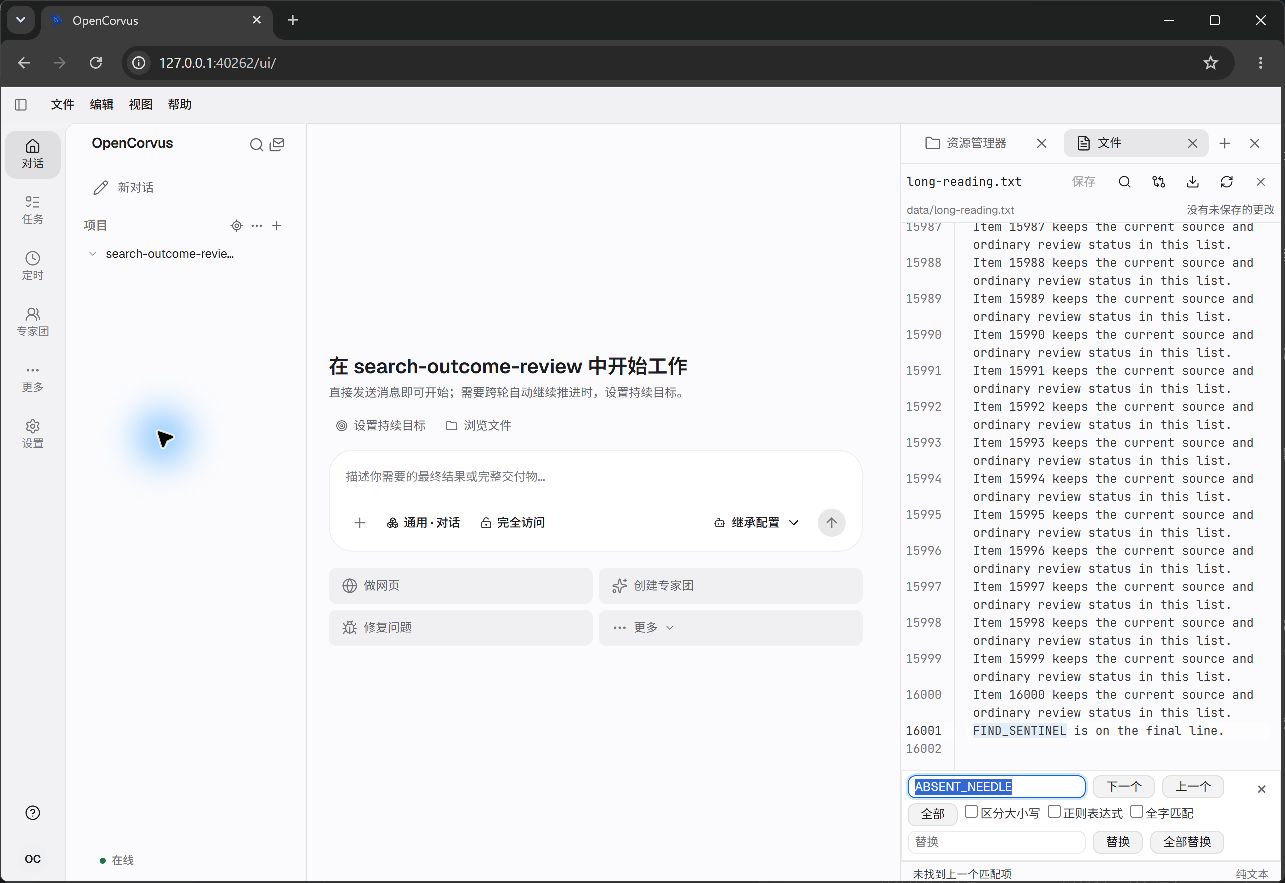 OpenCorvus
127.0.0.1:40262/ui/
文件 编辑 视图 帮助
对话
任务
定时
专家团
更多
设置
OC
OpenCorvus
新对话
项目
search-outcome-revie...
在线
在 search-outcome-review 中开始工作
直接发送消息即可开始；需要跨轮自动继续推进时，设置持续目标。
设置持续目标 浏览文件
描述你需要的最终结果或完整交付物...
通用 · 对话 完全访问 继承配置
做网页 创建专家团
修复问题 更多
资源管理器 文件
long-reading.txt 保存
data/long-reading.txt 没有未保存的更改
15987 Item 15987 keeps the current source and
ordinary review status in this list.
15988 Item 15988 keeps the current source and
ordinary review status in this list.
15989 Item 15989 keeps the current source and
ordinary review status in this list.
15990 Item 15990 keeps the current source and
ordinary review status in this list.
15991 Item 15991 keeps the current source and
ordinary review status in this list.
15992 Item 15992 keeps the current source and
ordinary review status in this list.
15993 Item 15993 keeps the current source and
ordinary review status in this list.
15994 Item 15994 keeps the current source and
ordinary review status in this list.
15995 Item 15995 keeps the current source and
ordinary review status in this list.
15996 Item 15996 keeps the current source and
ordinary review status in this list.
15997 Item 15997 keeps the current source and
ordinary review status in this list.
15998 Item 15998 keeps the current source and
ordinary review status in this list.
15999 Item 15999 keeps the current source and
ordinary review status in this list.
16000 Item 16000 keeps the current source and
ordinary review status in this list.
16001 FIND_SENTINEL is on the final line.
16002
ABSENT_NEEDLE 下一个 上一个
全部 区分大小写 正则表达式 全字匹配
替换 替换 全部替换
未找到上一个匹配项 纯文本